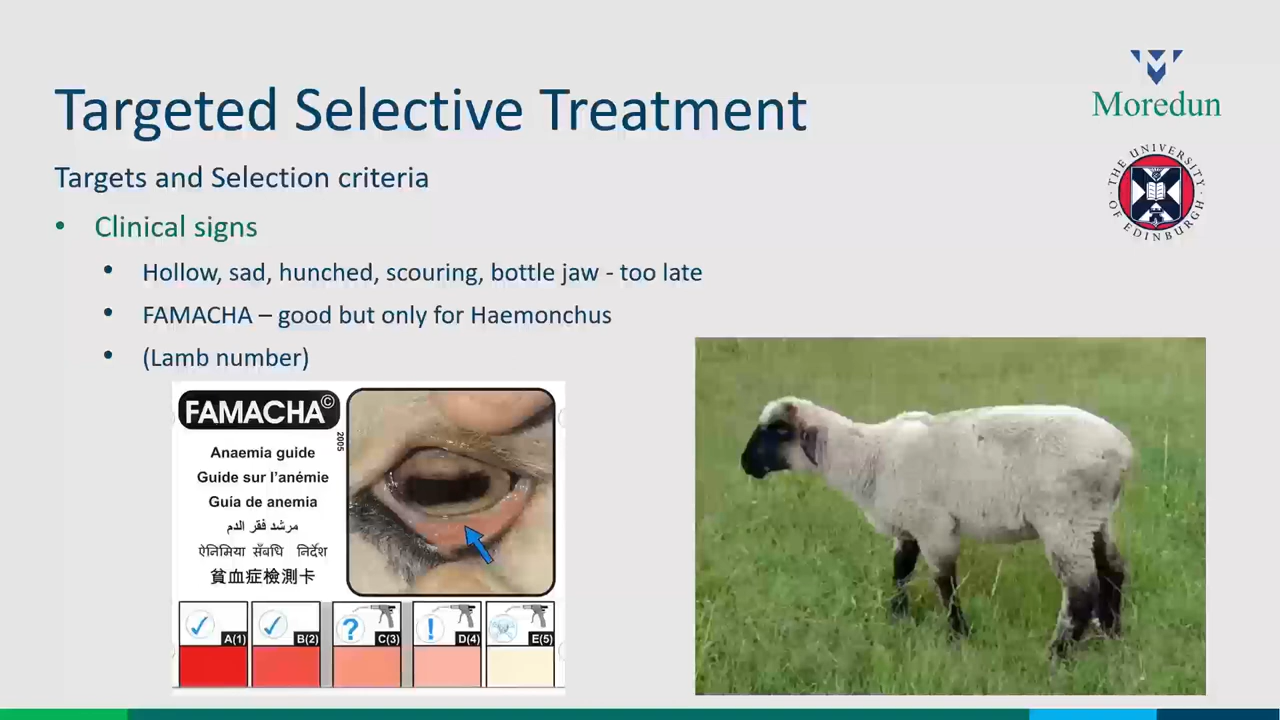 Targeted Selective Treatment
Moredun
Targets and Selection criteria
THE UNIVERSITY OF EDINBURGH
• Clinical signs
• Hollow, sad, hunched, scouring, bottle jaw - too late
• FAMACHA – good but only for Haemonchus
• (Lamb number)
FAMACHA©
2005
Anaemia guide
Guide sur l'anémie
Guía de anemia
مرشد فقر الدم
ऐनिमिया सँबधि निर्देश
貧血症檢測卡
✓ ✓ ? !
A(1) B(2) C(3) D(4) E(5)